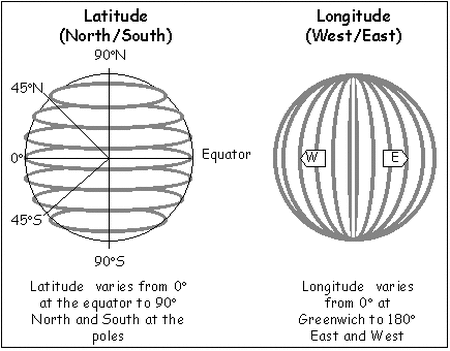 Latitude
(North/South)
90°N
45°N
0°
Equator
45°S
90°S
Latitude varies from 0°
at the equator to 90°
North and South at the
poles
Longitude
(West/East)
W
E
Longitude varies
from 0° at
Greenwich to 180°
East and West